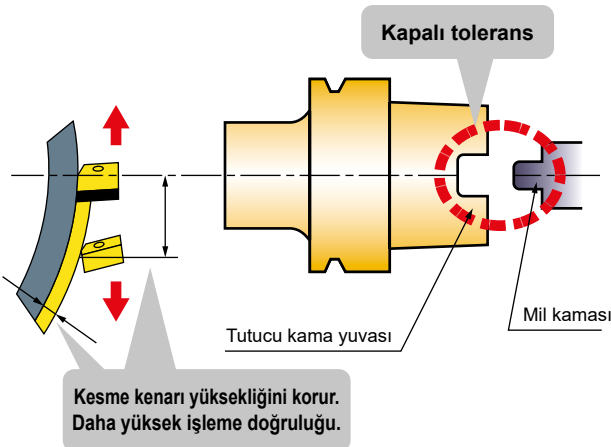 Kapalı tolerans
Tutucu kama yuvası
Mil kaması
Kesme kenarı yüksekliğini korur.
Daha yüksek işleme doğruluğu.